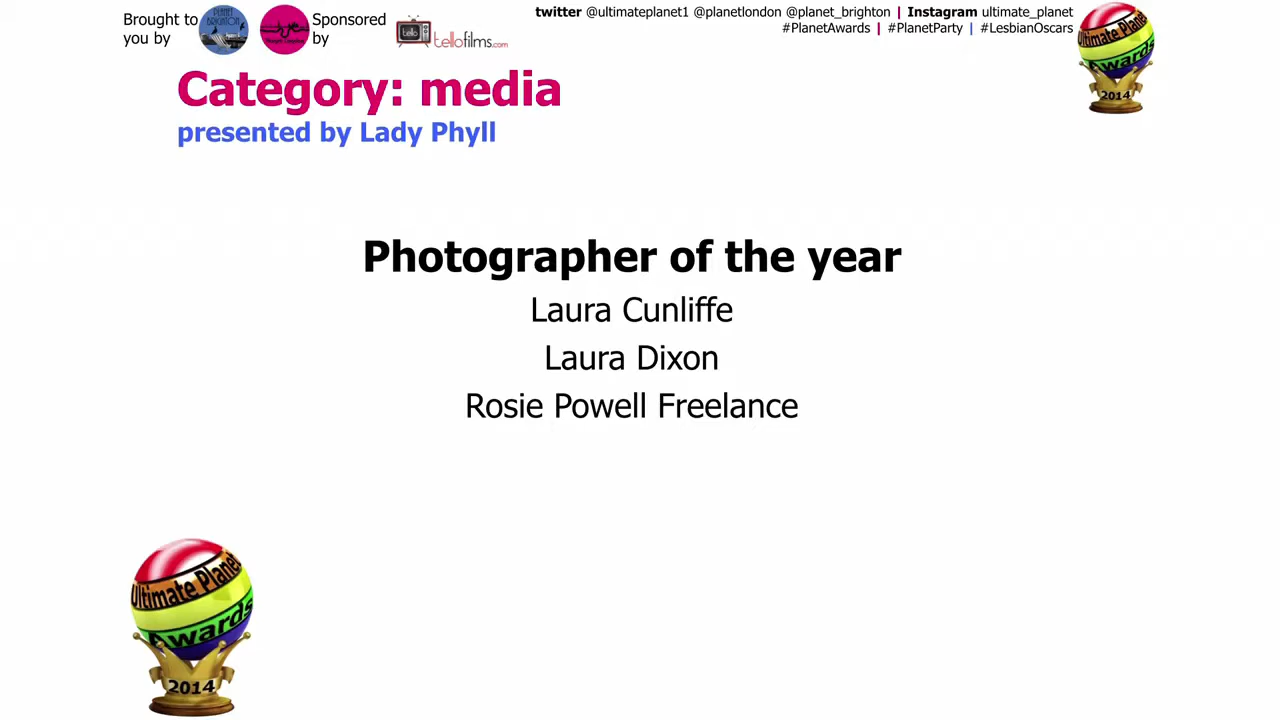 Brought to you by
Sponsored by
tello
tellofilms.com
twitter @ultimateplanet1 @planetlondon @planet_brighton | Instagram ultimate_planet
#PlanetAwards | #PlanetParty | #LesbianOscars
Ultimate Planet
Awards
2014
Category: media
presented by Lady Phyll
Photographer of the year
Laura Cunliffe
Laura Dixon
Rosie Powell Freelance
Ultimate Planet
Awards
2014